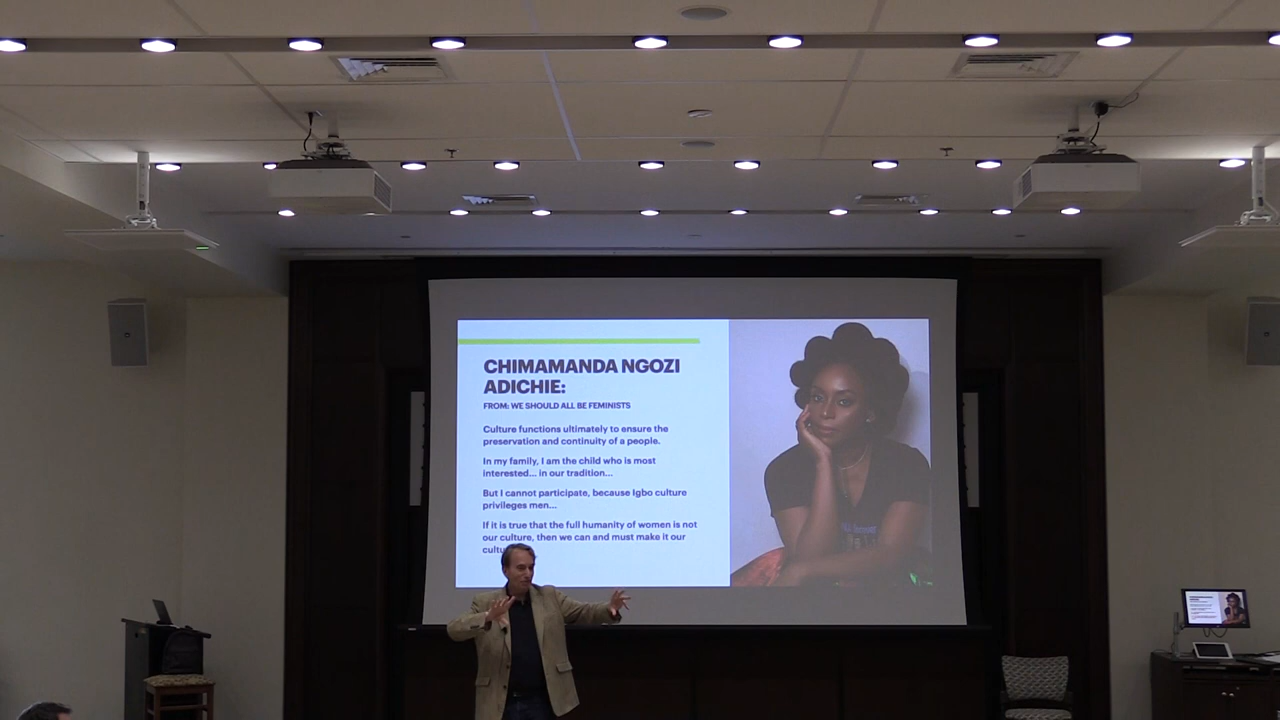 CHIMAMANDA NGOZI
ADICHIE:
FROM: WE SHOULD ALL BE FEMINISTS
Culture functions ultimately to ensure the
preservation and continuity of a people.
In my family, I am the child who is most
interested... in our tradition...
But I cannot participate, because Igbo culture
privileges men...
If it is true that the full humanity of women is not
our culture, then we can and must make it our